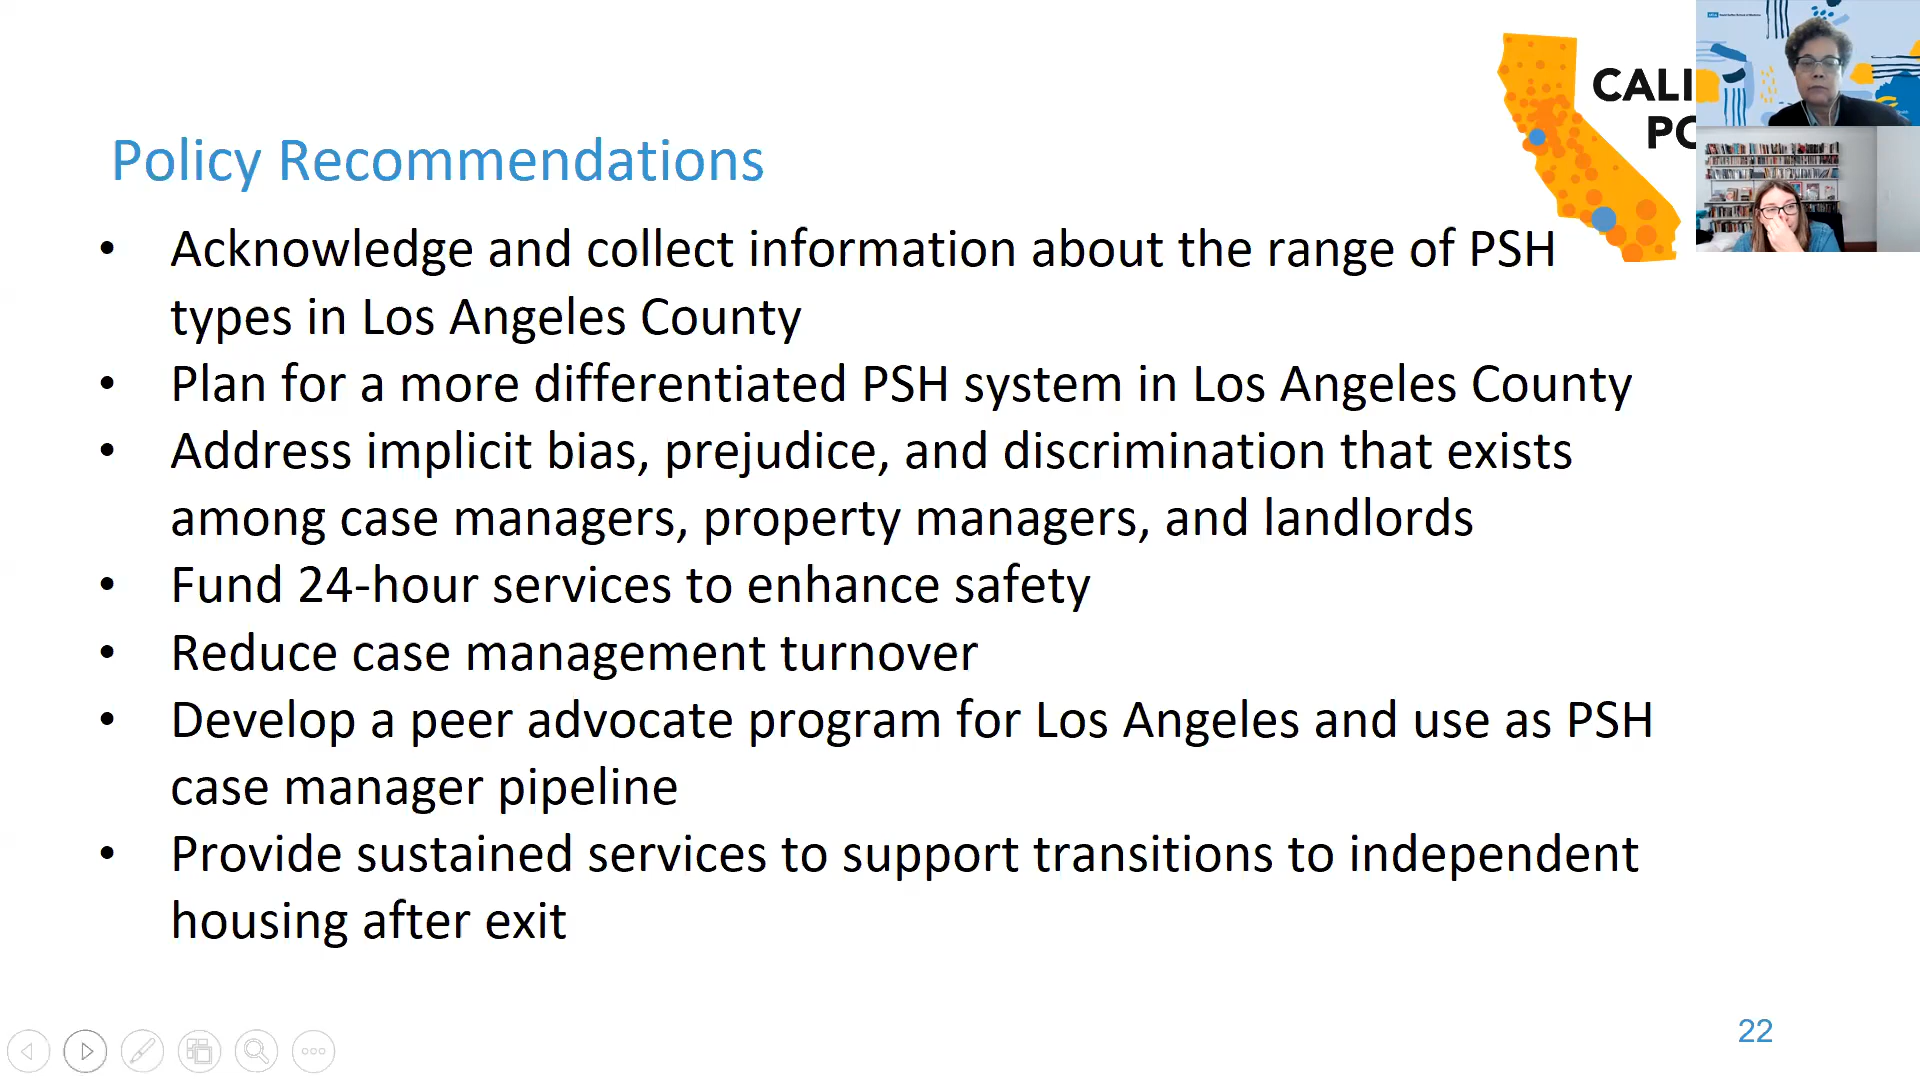 CALI
PO
Policy Recommendations
• Acknowledge and collect information about the range of PSH
types in Los Angeles County
• Plan for a more differentiated PSH system in Los Angeles County
• Address implicit bias, prejudice, and discrimination that exists
among case managers, property managers, and landlords
• Fund 24-hour services to enhance safety
• Reduce case management turnover
• Develop a peer advocate program for Los Angeles and use as PSH
case manager pipeline
• Provide sustained services to support transitions to independent
housing after exit
22